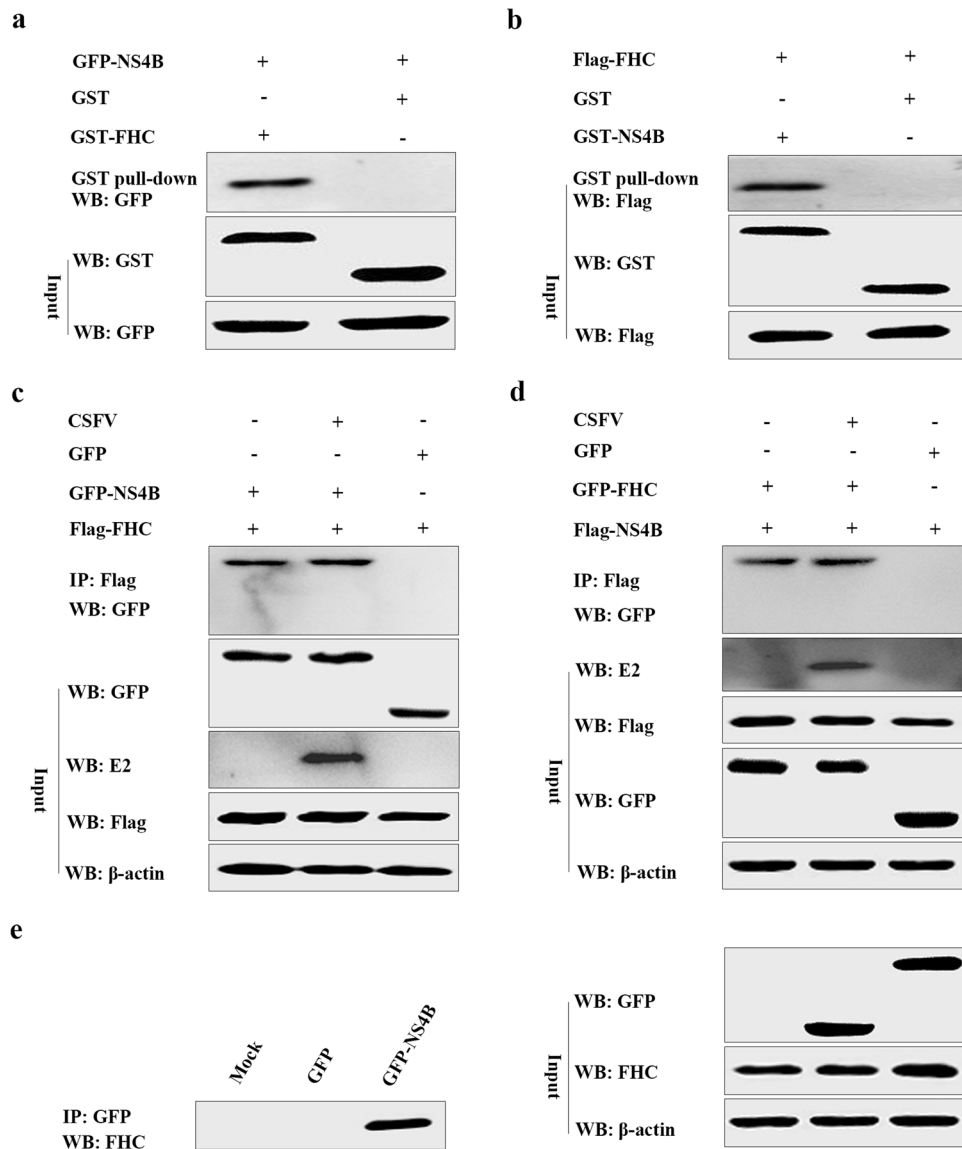 a
GFP-NS4B + +
GST - +
GST-FHC + -
GST pull-down
WB: GFP
WB: GST
WB: GFP
Input
b
Flag-FHC + +
GST - +
GST-NS4B + -
GST pull-down
WB: Flag
WB: GST
WB: Flag
Input
c
CSFV - + -
GFP - - +
GFP-NS4B + + -
Flag-FHC + + +
IP: Flag
WB: GFP
WB: GFP
WB: E2
WB: Flag
WB: β-actin
Input
d
CSFV - + -
GFP - - +
GFP-FHC + + -
Flag-NS4B + + +
IP: Flag
WB: GFP
WB: E2
WB: Flag
WB: GFP
WB: β-actin
Input
e
Mock GFP GFP-NS4B
IP: GFP
WB: FHC
WB: GFP
WB: FHC
WB: β-actin
Input